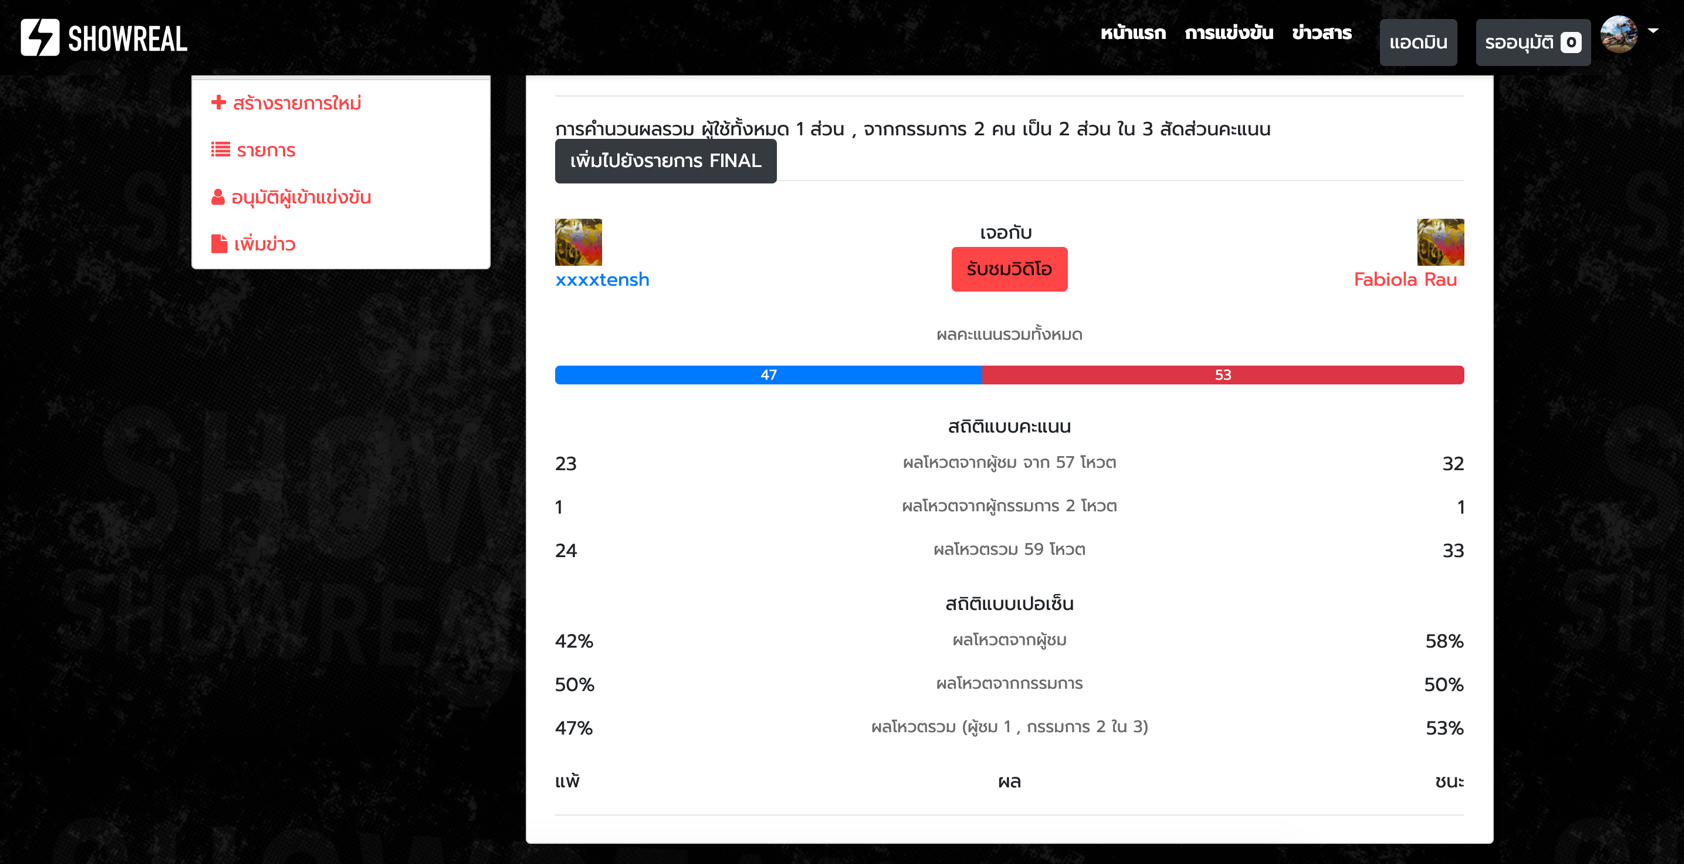 SHOWREAL
หน้าแรก การแข่งขัน ข่าวสาร แอดมิน รออนุมัติ 0
สร้างรายการใหม่
รายการ
อนุมัติผู้เข้าแข่งขัน
เพิ่มข่าว
การคำนวนผลรวม ผู้ใช้ทั้งหมด 1 ส่วน , จากกรรมการ 2 คน เป็น 2 ส่วน ใน 3 สัดส่วนคะแนน
เพิ่มไปยังรายการ FINAL
เจอกับ
รับชมวิดิโอ
xxxxtensh Fabiola Rau
ผลคะแนนรวมทั้งหมด
47 53
สถิติแบบคะแนน
23 ผลโหวตจากผู้ชม จาก 57 โหวต 32
1 ผลโหวตจากผู้กรรมการ 2 โหวต 1
24 ผลโหวตรวม 59 โหวต 33
สถิติแบบเปอเซ็น
42% ผลโหวตจากผู้ชม 58%
50% ผลโหวตจากกรรมการ 50%
47% ผลโหวตรวม (ผู้ชม 1 , กรรมการ 2 ใน 3) 53%
แพ้ ผล ชนะ